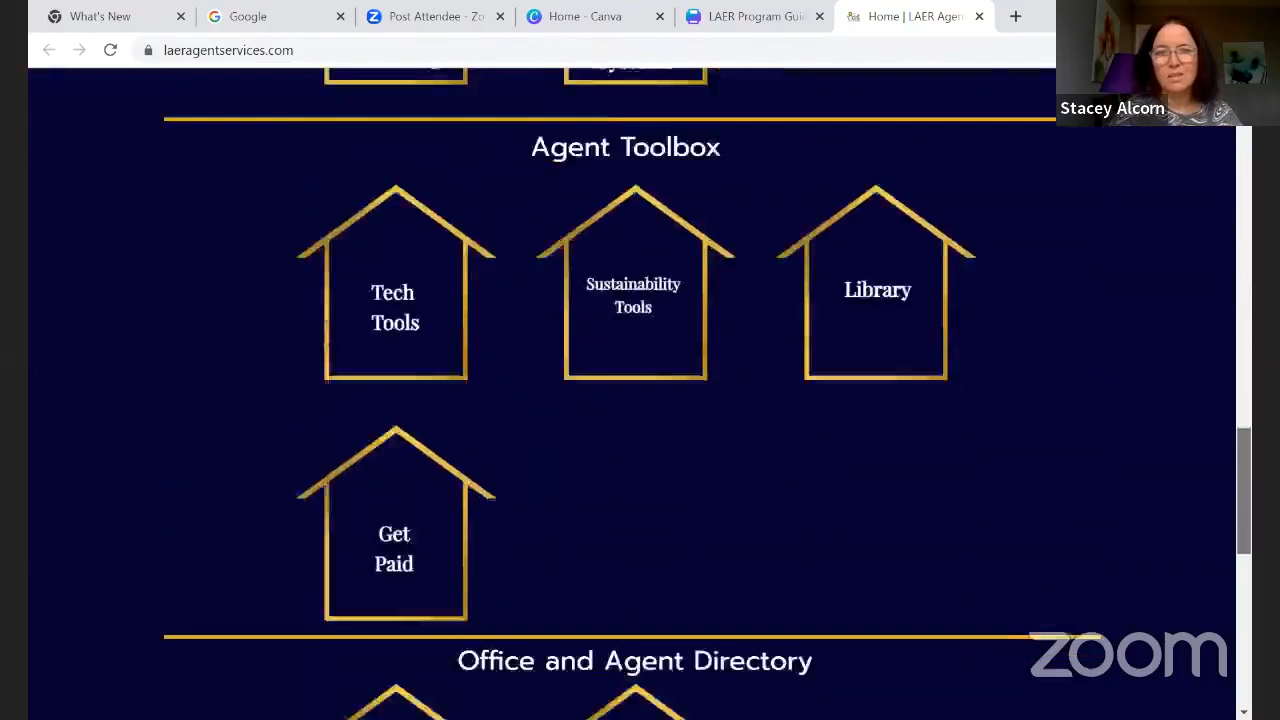 What's New
Google
Post Attendee - Zo
Home - Canva
LAER Program Guid
Home | LAER Agen
laeragentservices.com
Stacey Alcorn
Agent Toolbox
Tech
Tools
Sustainability
Tools
Library
Get
Paid
Office and Agent Directory
zoom